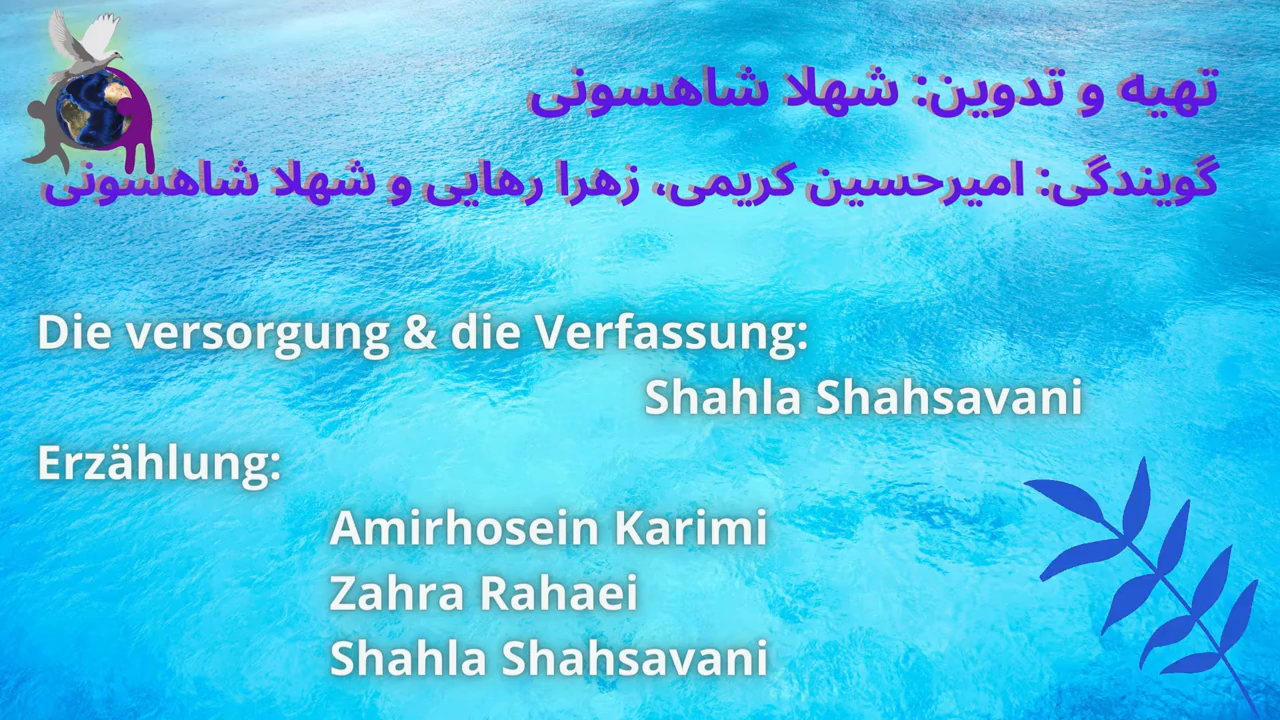 تهیه و تدوین: شهلا شاهسونی
گویندگی: امیرحسین کریمی، زهرا رهایی و شهلا شاهسونی
Die versorgung & die Verfassung:
Shahla Shahsavani
Erzählung:
Amirhosein Karimi
Zahra Rahaei
Shahla Shahsavani